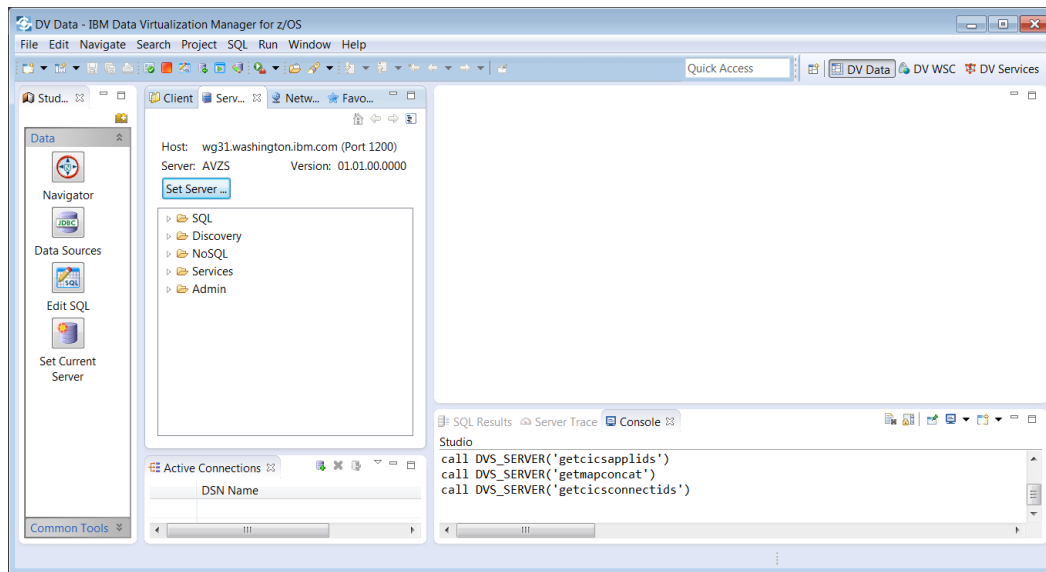 DV Data - IBM Data Virtualization Manager for z/OS
File Edit Navigate Search Project SQL Run Window Help
Quick Access
DV Data
DV WSC
DV Services
Stud...
Client
Serv...
Netw...
Favo...
Data
Navigator
JDBC
Data Sources
SQL
Edit SQL
Set Current
Server
Common Tools
Host: wg31.washington.ibm.com (Port 1200)
Server: AVZS Version: 01.01.00.0000
Set Server ...
SQL
Discovery
NoSQL
Services
Admin
Active Connections
DSN Name
SQL Results
Server Trace
Console
Studio
call DVS_SERVER('getcicsapplids')
call DVS_SERVER('getmapconcat')
call DVS_SERVER('getcicsconnectids')